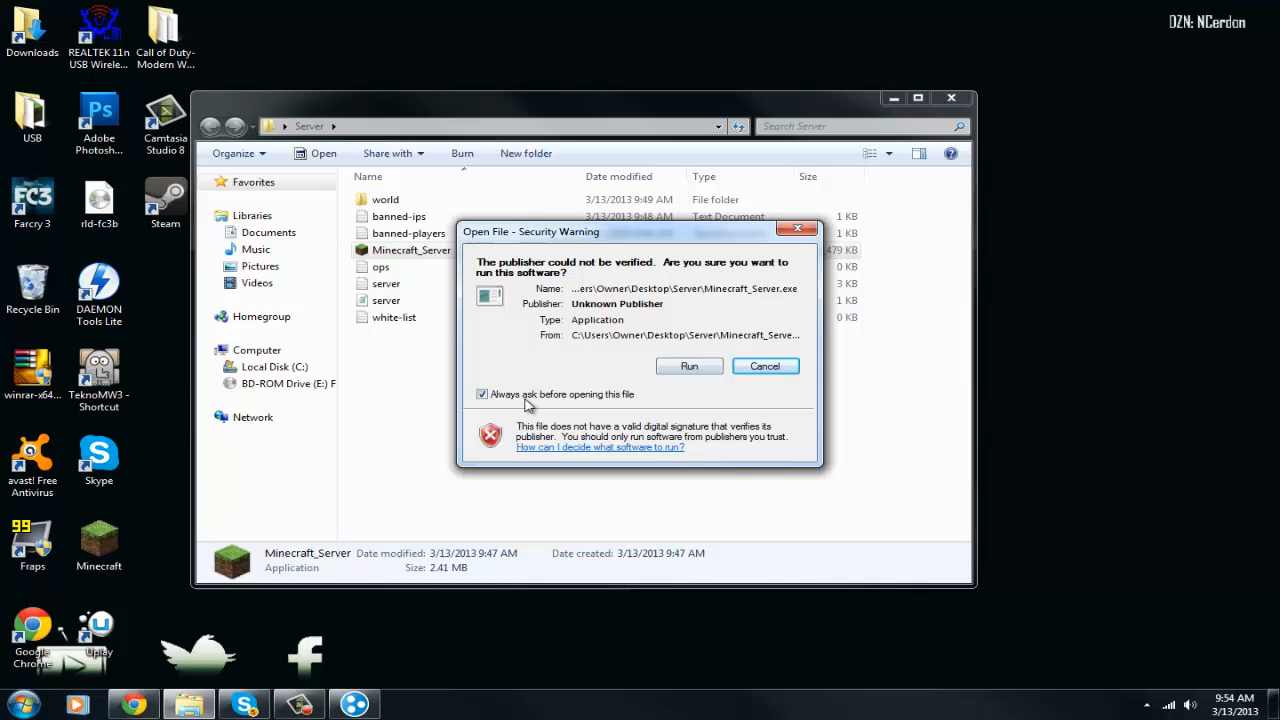 DZN: NCerdon
Downloads
REALTEK 11n
USB Wirele...
Call of Duty-
Modern W...
USB
Adobe
Photosh...
Camtasia
Studio 8
FC3
Farcry 3
rld-fc3b
Steam
Recycle Bin
DAEMON
Tools Lite
winrar-x64...
TeknoMW3 -
Shortcut
avast! Free
Antivirus
Skype
99
Fraps
Minecraft
Google
Chrome
Uplay
Server
Search Server
Organize
Open
Share with
Burn
New folder
Name
Date modified
Type
Size
Favorites
Libraries
Documents
Music
Pictures
Videos
Homegroup
Computer
Local Disk (C:)
BD-ROM Drive (E:) F
Network
world 3/13/2013 9:49 AM File folder
banned-ips 3/13/2013 9:48 AM Text Document 1 KB
banned-players 1 KB
Minecraft_Server 479 KB
ops 0 KB
server 3 KB
server 1 KB
white-list 0 KB
Open File - Security Warning
The publisher could not be verified. Are you sure you want to
run this software?
Name: ...ers\Owner\Desktop\Server\Minecraft_Server.exe
Publisher: Unknown Publisher
Type: Application
From: C:\Users\Owner\Desktop\Server\Minecraft_Serve...
Run
Cancel
Always ask before opening this file
This file does not have a valid digital signature that verifies its
publisher. You should only run software from publishers you trust.
How can I decide what software to run?
Minecraft_Server Date modified: 3/13/2013 9:47 AM Date created: 3/13/2013 9:47 AM
Application Size: 2.41 MB
9:54 AM
3/13/2013